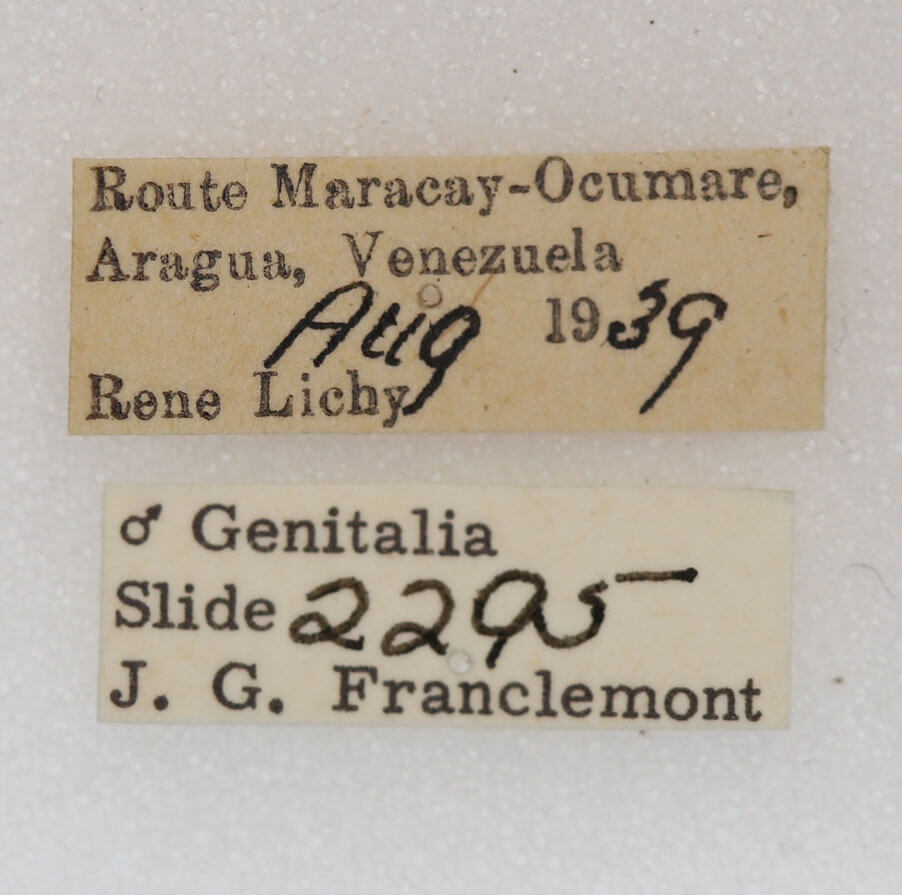 Route Maracay-Ocumare,
Aragua, Venezuela
Aug 1939
Rene Lichy
♂ Genitalia
Slide 2295
J. G. Franclemont